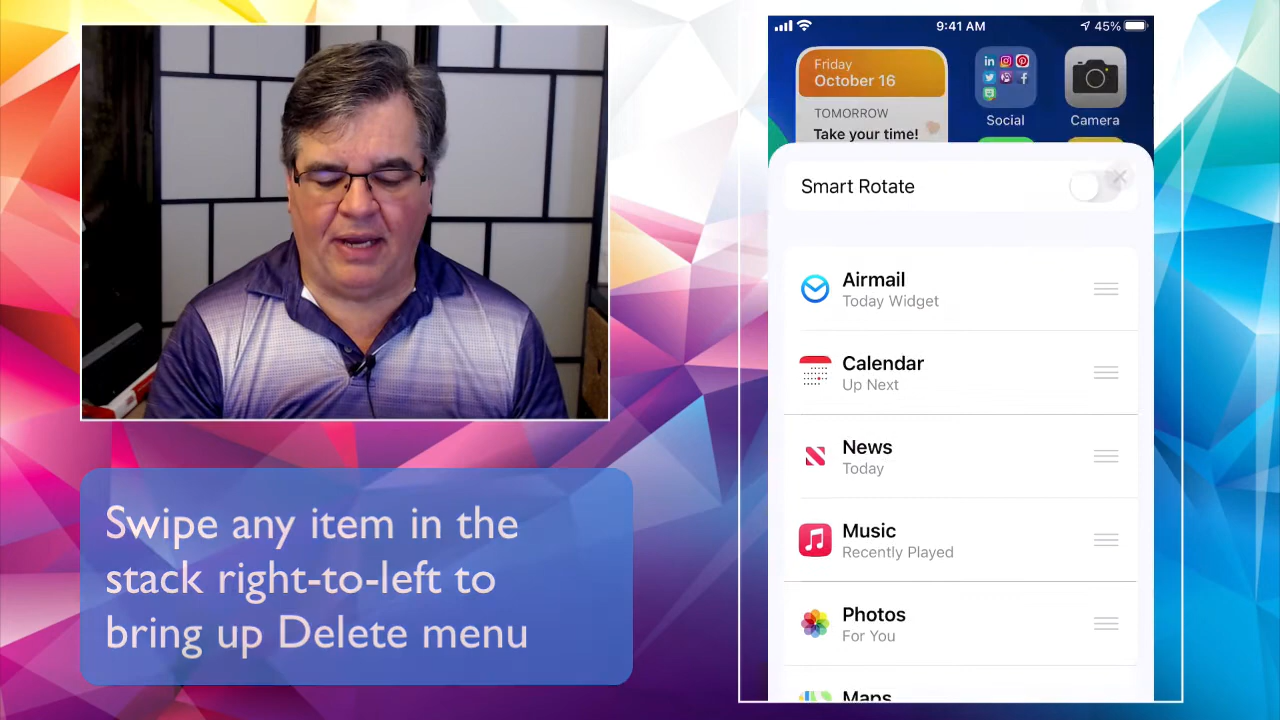 Swipe any item in the
stack right-to-left to
bring up Delete menu
9:41 AM
45%
Friday
October 16
TOMORROW
Take your time!
Social
Camera
Smart Rotate
Airmail
Today Widget
Calendar
Up Next
News
Today
Music
Recently Played
Photos
For You
Maps